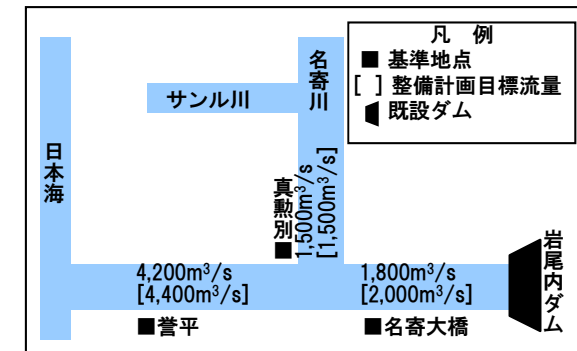 凡 例
■ 基準地点
[ ] 整備計画目標流量
既設ダム
名寄川
サンル川
日本海
真勲別■
1,500m³/s
[1,500m³/s]
4,200m³/s
[4,400m³/s]
■誉平
1,800m³/s
[2,000m³/s]
■名寄大橋
岩尾内ダム